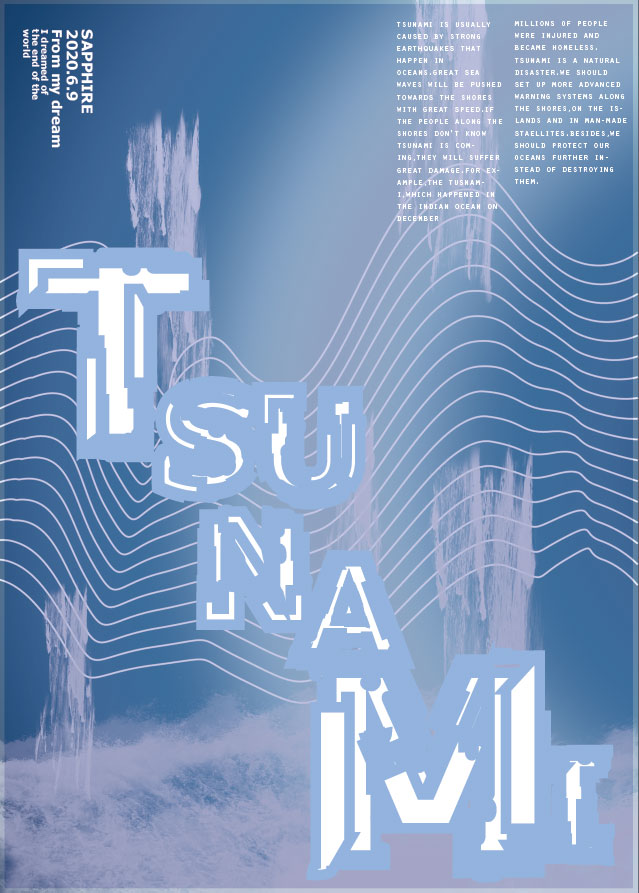 SAPPHIRE
2020.6.9
From my dream
I dreamed of
the end of the
world
TSUNAMI IS USUALLY
CAUSED BY STRONG
EARTHQUAKES THAT
HAPPEN IN
OCEANS.GREAT SEA
WAVES WILL BE PUSHED
TOWARDS THE SHORES
WITH GREAT SPEED.IF
THE PEOPLE ALONG THE
SHORES DON'T KNOW
TSUNAMI IS COM-
ING,THEY WILL SUFFER
GREAT DAMAGE.FOR EX-
AMPLE,THE TUSNAM-
I,WHICH HAPPENED IN
THE INDIAN OCEAN ON
DECEMBER
MILLIONS OF PEOPLE
WERE INJURED AND
BECAME HOMELESS.
TSUNAMI IS A NATURAL
DISASTER.WE SHOULD
SET UP MORE ADVANCED
WARNING SYSTEMS ALONG
THE SHORES,ON THE IS-
LANDS AND IN MAN-MADE
STAELLITES.BESIDES,WE
SHOULD PROTECT OUR
OCEANS FURTHER IN-
STEAD OF DESTROYING
THEM.
T
SU
NA
MI